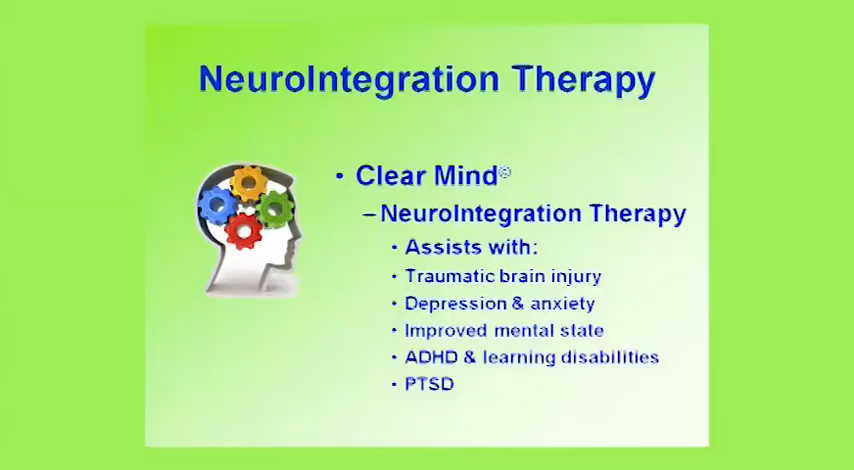 NeuroIntegration Therapy
• Clear Mind©
– NeuroIntegration Therapy
• Assists with:
• Traumatic brain injury
• Depression & anxiety
• Improved mental state
• ADHD & learning disabilities
• PTSD